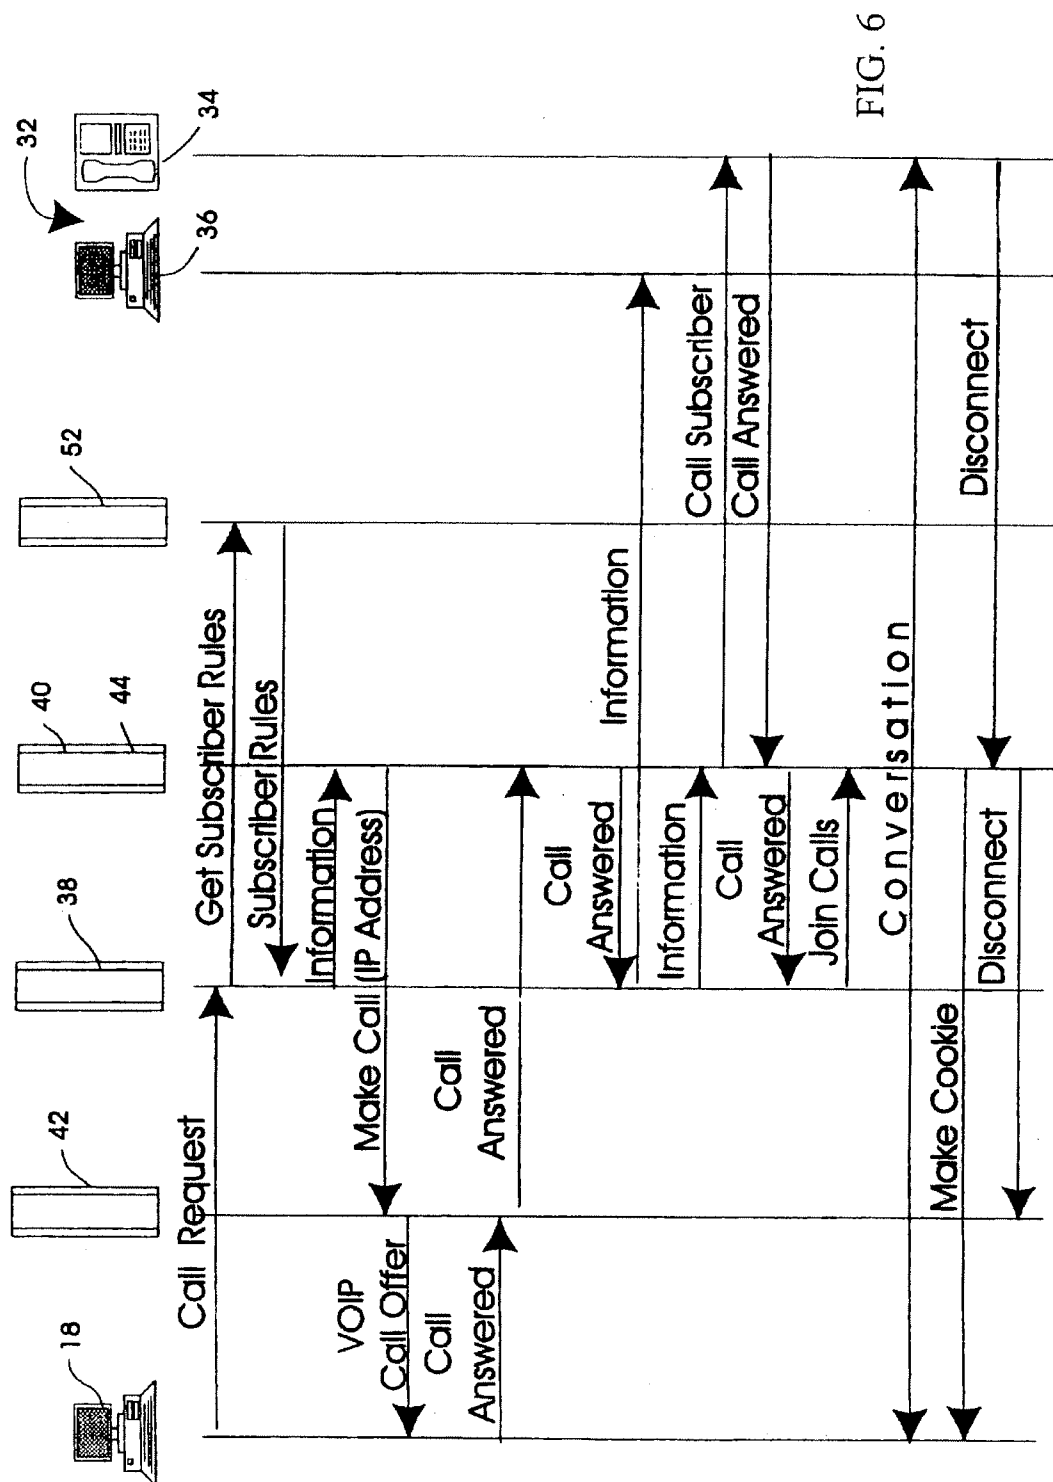 18
42
38
40
44
52
32
36
34
Call Request
Get Subscriber Rules
Subscriber Rules
Information
Make Call (IP Address)
VOIP
Call Offer
Call
Answered
Call
Answered
Call
Answered
Information
Information
Call Subscriber
Call Answered
Call
Answered
Join Calls
Conversation
Make Cookie
Disconnect
Disconnect
FIG. 6